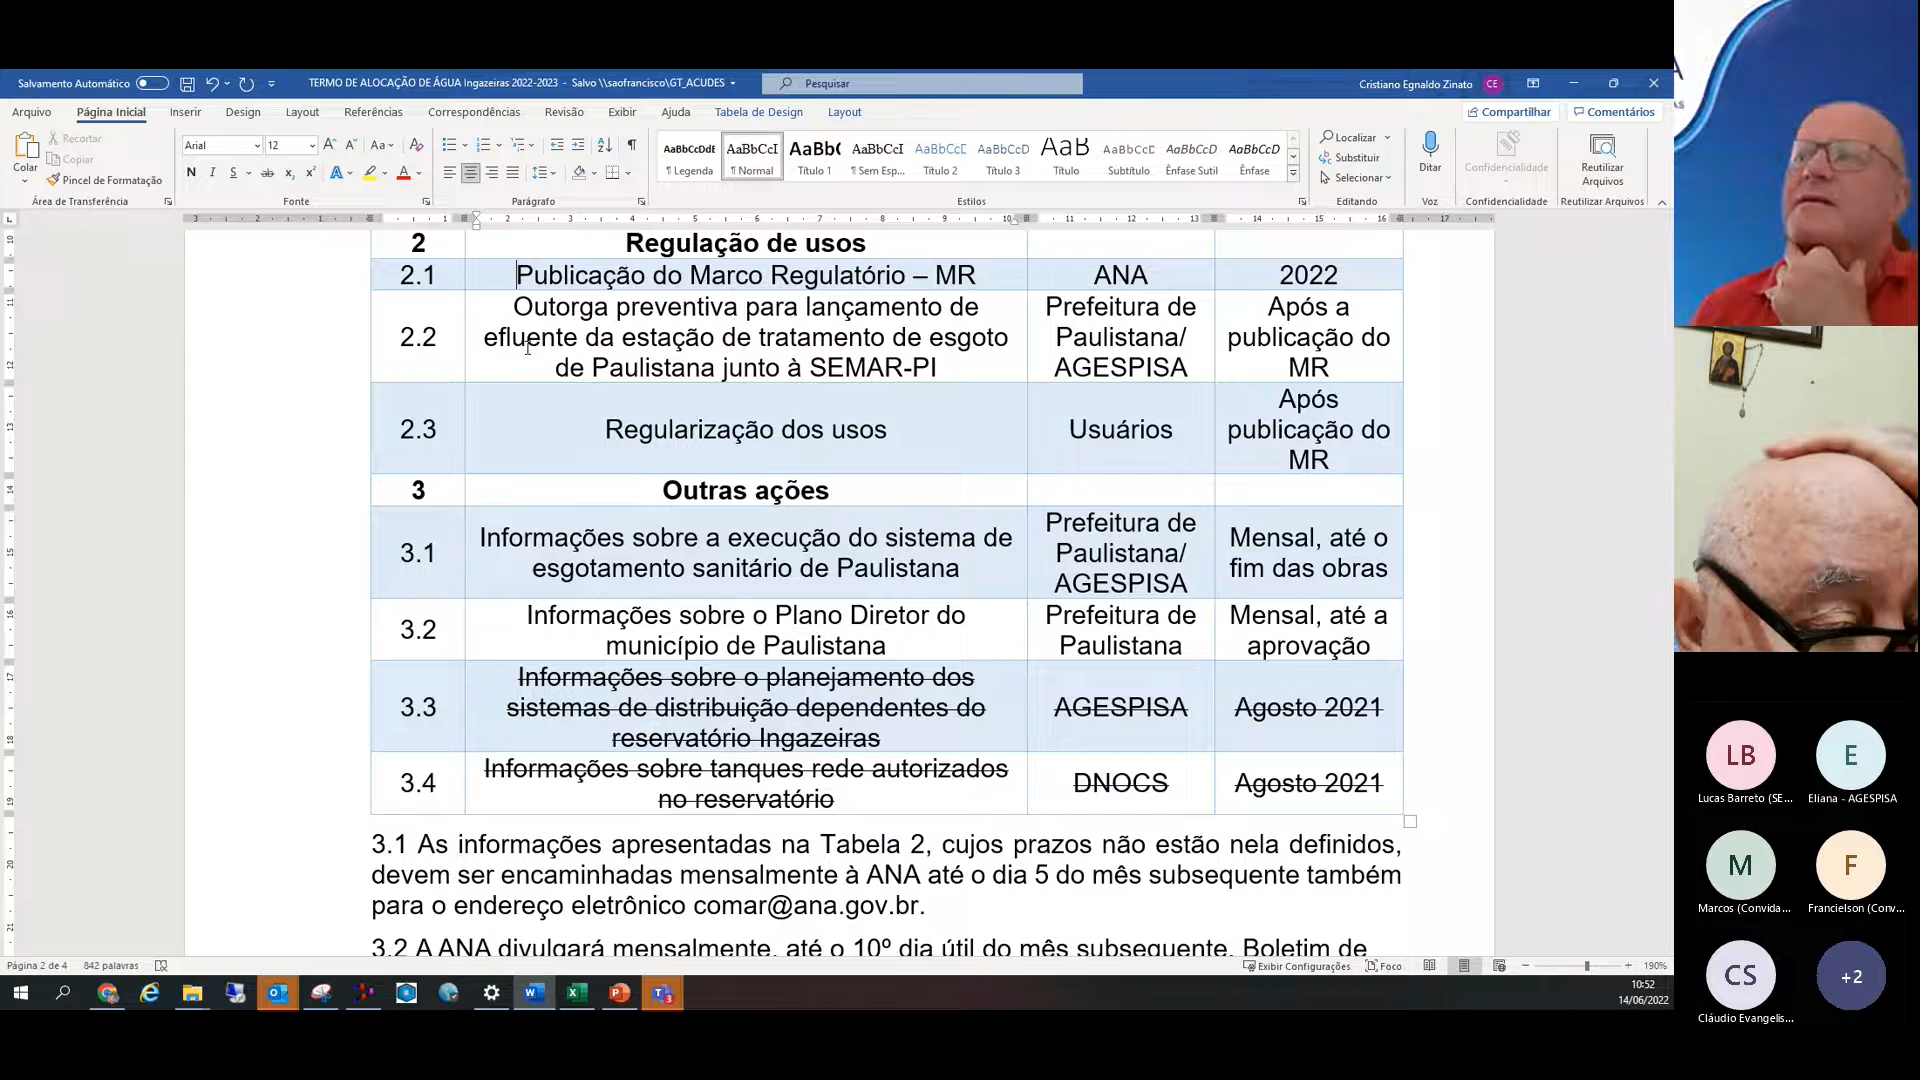 Salvamento Automático
TERMO DE ALOCAÇÃO DE ÁGUA Ingazeiras 2022-2023 - Salvo \\saofrancisco\GT_ACUDES
Pesquisar
Cristiano Egnaldo Zinato
CE
Arquivo
Página Inicial
Inserir
Design
Layout
Referências
Correspondências
Revisão
Exibir
Ajuda
Tabela de Design
Layout
Compartilhar
Comentários
Colar
Recortar
Copiar
Pincel de Formatação
Área de Transferência
Arial
12
Fonte
Parágrafo
AaBbCcDdE
¶ Legenda
AaBbCcI
¶ Normal
AaBb(
Título 1
AaBbCcI
¶ Sem Esp...
AaBbCcI
Título 2
AaBbCcD
Título 3
AaB
Título
AaBbCcD
Subtítulo
AaBbCcD
Ênfase Sutil
AaBbCcD
Ênfase
Estilos
Localizar
Substituir
Selecionar
Editando
Ditar
Voz
Confidencialidade
Confidencialidade
Reutilizar
Arquivos
Reutilizar Arquivos
2 Regulação de usos
2.1 Publicação do Marco Regulatório – MR ANA 2022
2.2 Outorga preventiva para lançamento de
efluente da estação de tratamento de esgoto
de Paulistana junto à SEMAR-PI
Prefeitura de
Paulistana/
AGESPISA
Após a
publicação do
MR
2.3 Regularização dos usos Usuários
Após
publicação do
MR
3 Outras ações
3.1 Informações sobre a execução do sistema de
esgotamento sanitário de Paulistana
Prefeitura de
Paulistana/
AGESPISA
Mensal, até o
fim das obras
3.2 Informações sobre o Plano Diretor do
município de Paulistana
Prefeitura de
Paulistana
Mensal, até a
aprovação
3.3 Informações sobre o planejamento dos
sistemas de distribuição dependentes do
reservatório Ingazeiras
AGESPISA
Agosto 2021
3.4 Informações sobre tanques rede autorizados
no reservatório
DNOCS
Agosto 2021
3.1 As informações apresentadas na Tabela 2, cujos prazos não estão nela definidos,
devem ser encaminhadas mensalmente à ANA até o dia 5 do mês subsequente também
para o endereço eletrônico comar@ana.gov.br.
3.2 A ANA divulgará mensalmente, até o 10º dia útil do mês subsequente, Boletim de
Página 2 de 4
842 palavras
Exibir Configurações
Foco
190%
10:52
14/06/2022
LB
Lucas Barreto (SE...
E
Eliana - AGESPISA
M
Marcos (Convida...
F
Francielson (Conv...
CS
Cláudio Evangelis...
+2